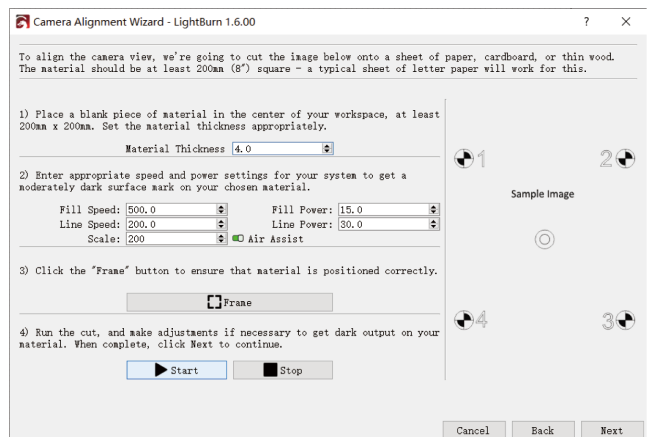 Camera Alignment Wizard - LightBurn 1.6.00
To align the camera view, we're going to cut the image below onto a sheet of paper, cardboard, or thin wood.
The material should be at least 200mm (8") square - a typical sheet of letter paper will work for this.
1) Place a blank piece of material in the center of your workspace, at least
200mm x 200mm. Set the material thickness appropriately.
Material Thickness 4.0
2) Enter appropriate speed and power settings for your system to get a
moderately dark surface mark on your chosen material.
Fill Speed: 500.0 Fill Power: 15.0
Line Speed: 200.0 Line Power: 30.0
Scale: 200 Air Assist
3) Click the "Frame" button to ensure that material is positioned correctly.
Frame
4) Run the cut, and make adjustments if necessary to get dark output on your
material. When complete, click Next to continue.
Start Stop
1 2
Sample Image
4 3
Cancel Back Next